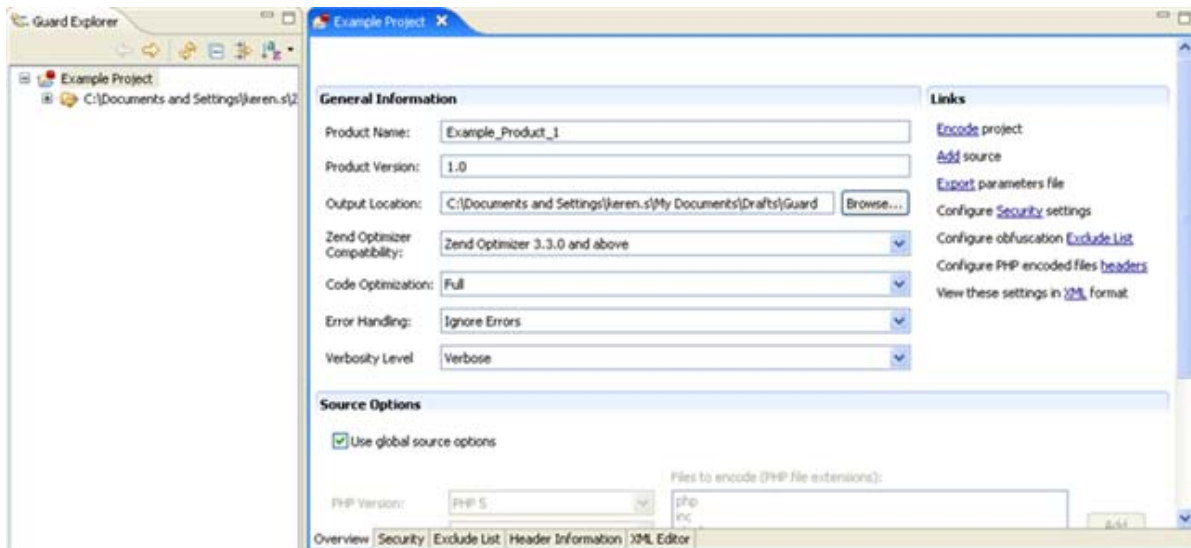 Guard Explorer
Example Project
C:\Documents and Settings\keren.s\2
Example Project
General Information
Product Name: Example_Product_1
Product Version: 1.0
Output Location: C:\Documents and Settings\keren.s\My Documents\Drafts\Guard Browse...
Zend Optimizer
Compatibility: Zend Optimizer 3.3.0 and above
Code Optimization: Full
Error Handling: Ignore Errors
Verbosity Level Verbose
Links
Encode project
Add source
Export parameters file
Configure Security settings
Configure obfuscation Exclude List
Configure PHP encoded files headers
View these settings in XML format
Source Options
Use global source options
Files to encode (PHP file extensions):
PHP Version: PHP 5
php
inc
Add
Overview Security Exclude List Header Information XML Editor